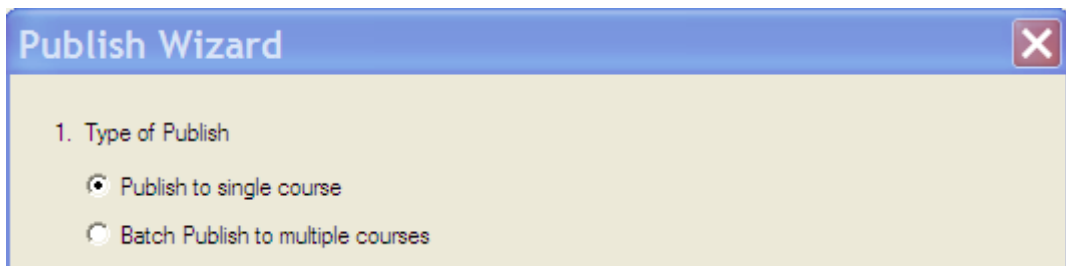 Publish Wizard
1. Type of Publish
Publish to single course
Batch Publish to multiple courses